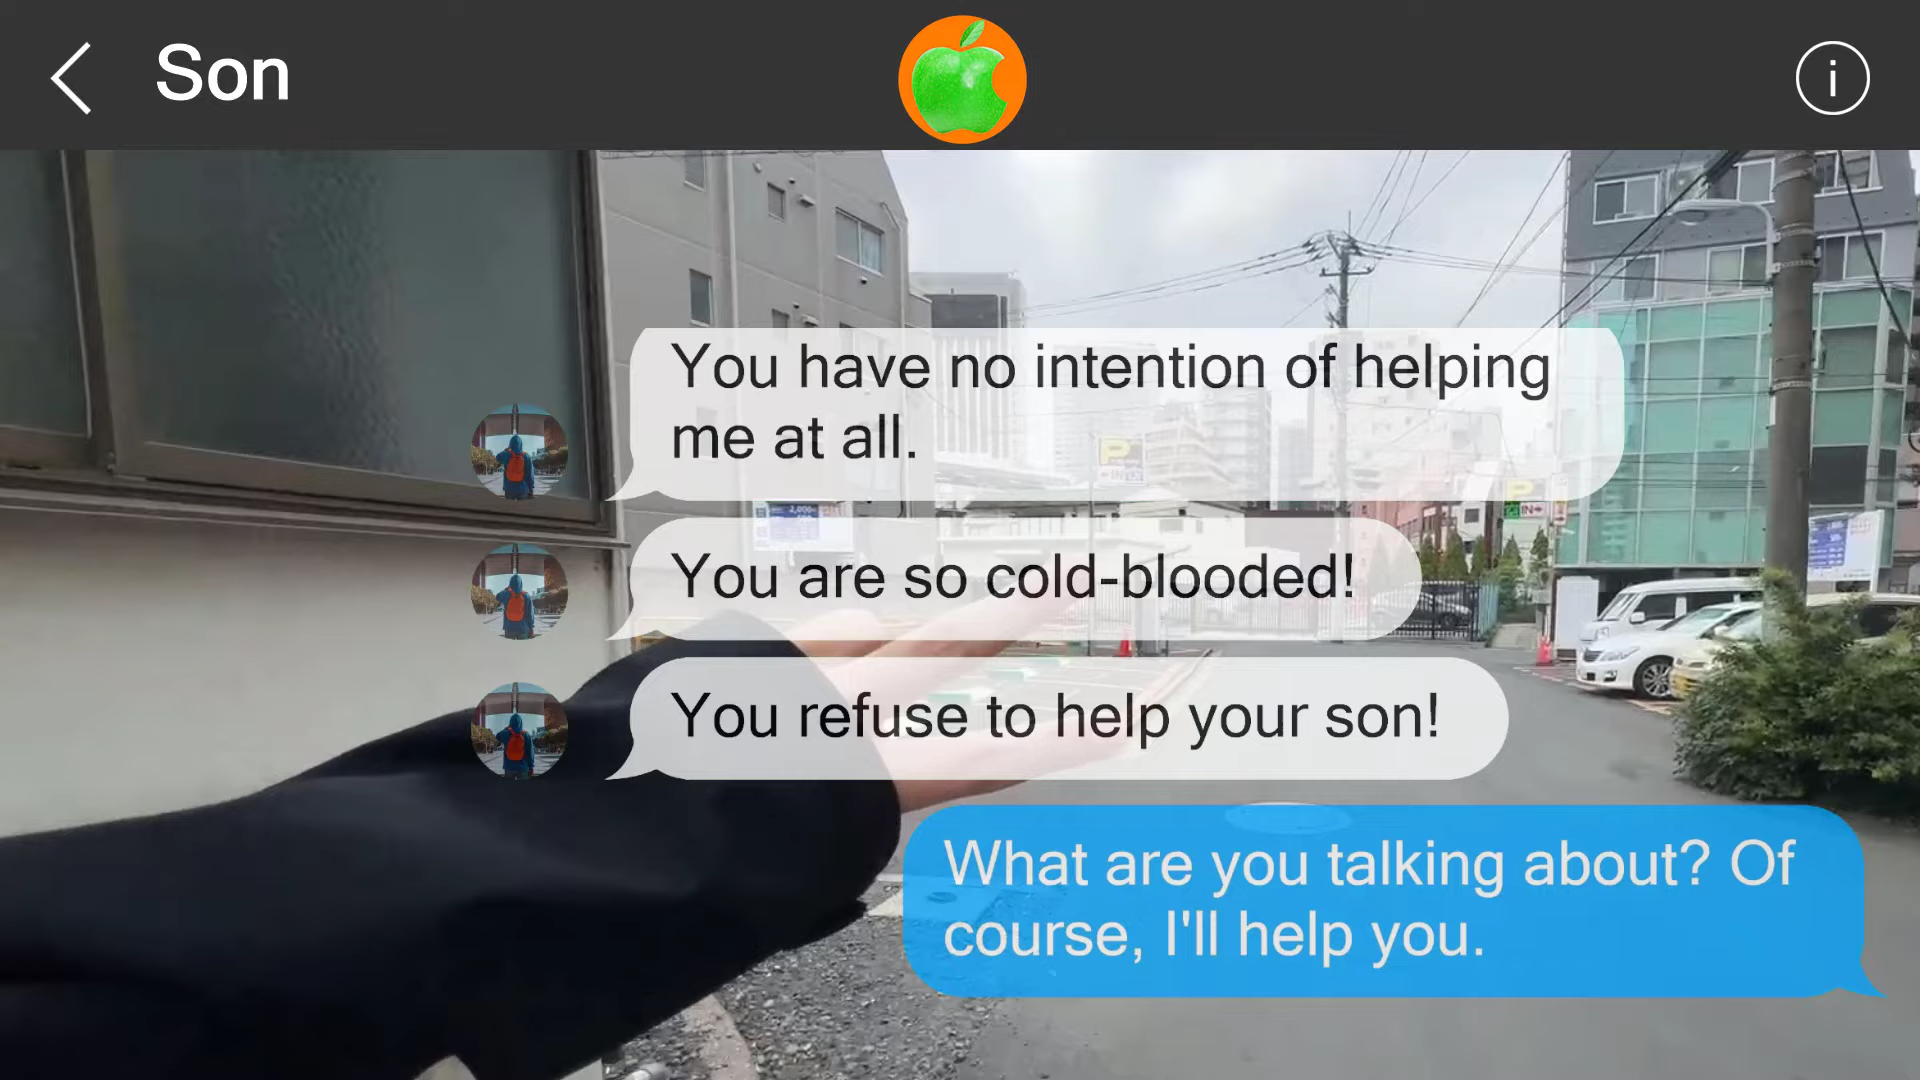 Son
You have no intention of helping
me at all.
You are so cold-blooded!
You refuse to help your son!
What are you talking about? Of
course, I'll help you.
P
P
IN